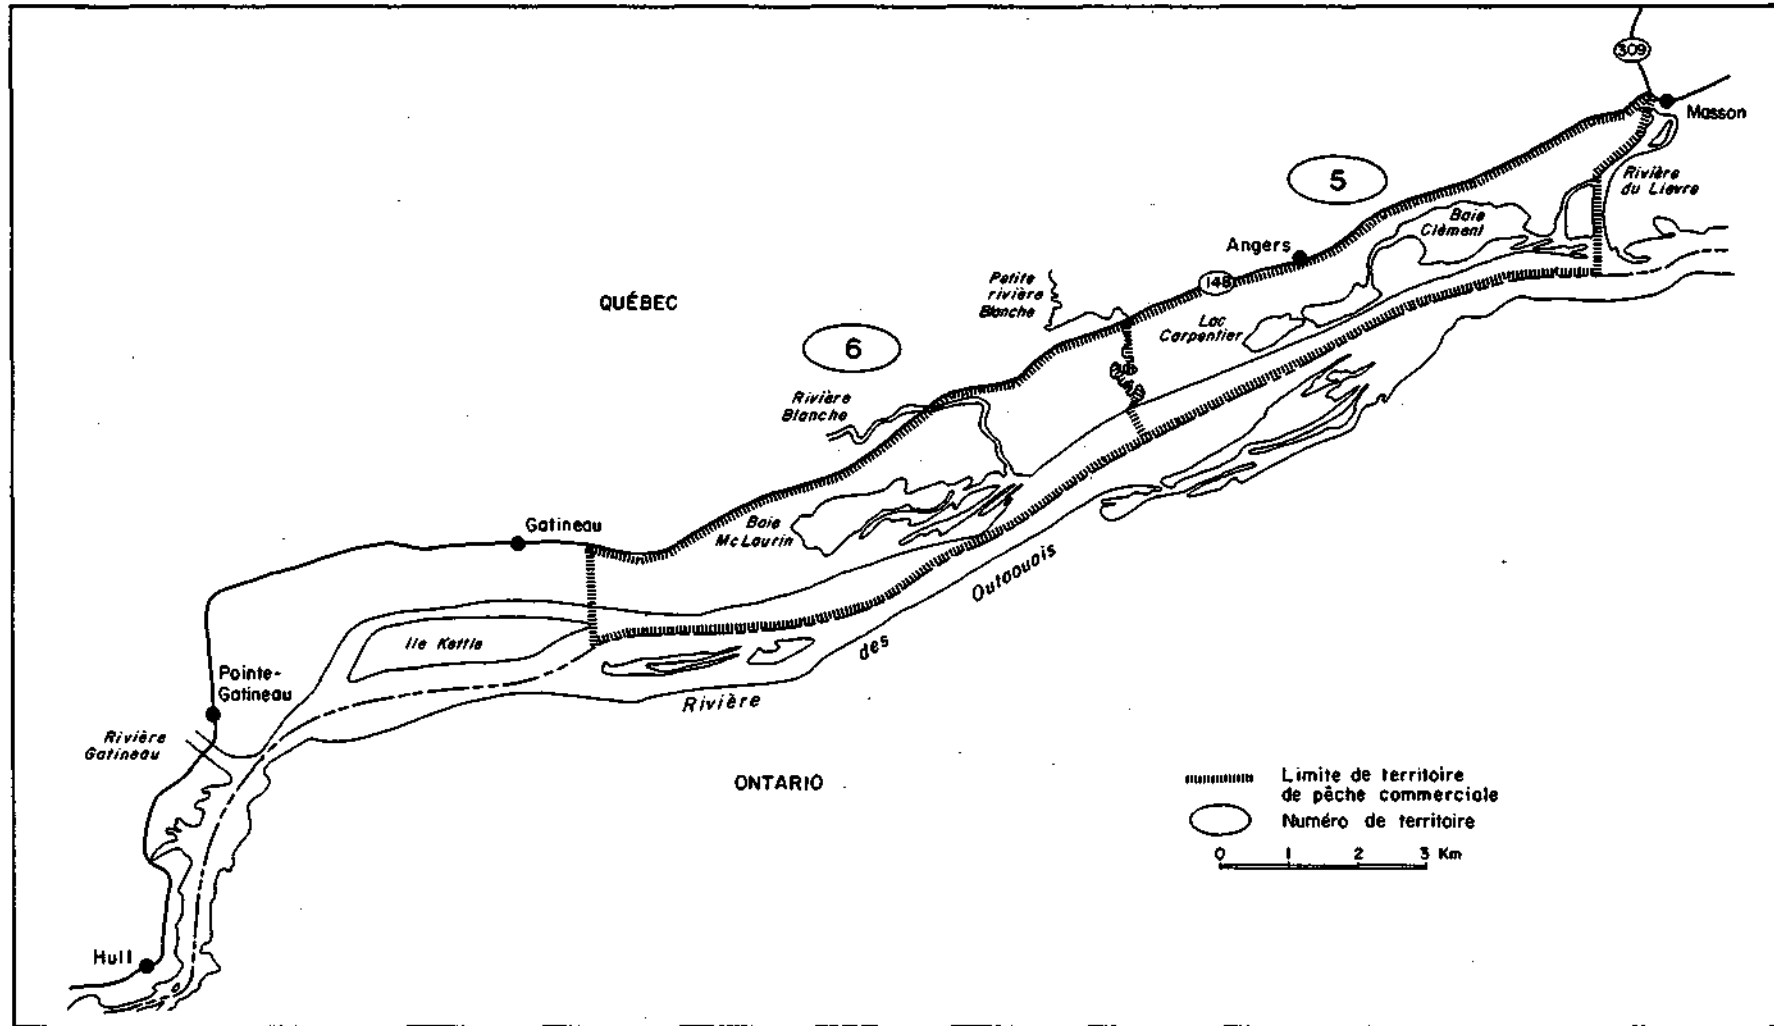 309
Masson
Rivière
du Lievre
5
Baie
Clément
Angers
148
Petite
rivière
Blanche
QUÉBEC
Lac
Carpentier
6
Rivière
Blanche
Gatineau
Baie
McLaurin
Ile Kettle
Rivière
des
Outaouais
Pointe-
Gatineau
Rivière
Gatineau
ONTARIO
Limite de territoire
de pêche commerciale
Numéro de territoire
0 1 2 3 Km
Hull